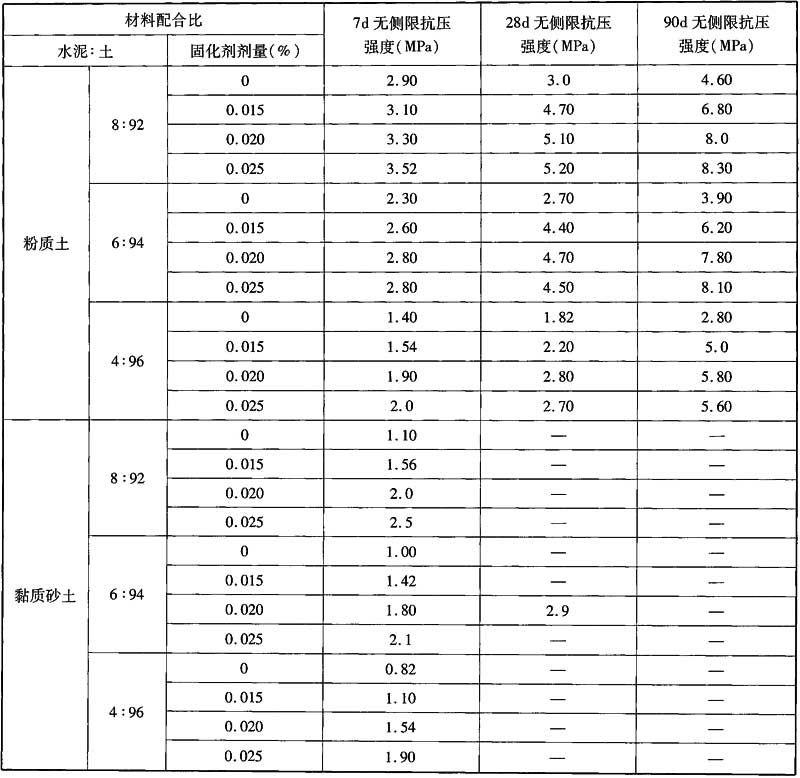 材料配合比 7d 无侧限抗压强度(MPa) 28d 无侧限抗压强度(MPa) 90d 无侧限抗压强度(MPa)
水泥:土 固化剂剂量(%)
粉质土 8:92 0 2.90 3.0 4.60
0.015 3.10 4.70 6.80
0.020 3.30 5.10 8.0
0.025 3.52 5.20 8.30
6:94 0 2.30 2.70 3.90
0.015 2.60 4.40 6.20
0.020 2.80 4.70 7.80
0.025 2.80 4.50 8.10
4:96 0 1.40 1.82 2.80
0.015 1.54 2.20 5.0
0.020 1.90 2.80 5.80
0.025 2.0 2.70 5.60
黏质砂土 8:92 0 1.10 — —
0.015 1.56 — —
0.020 2.0 — —
0.025 2.5 — —
6:94 0 1.00 — —
0.015 1.42 — —
0.020 1.80 2.9 —
0.025 2.1 — —
4:96 0 0.82 — —
0.015 1.10 — —
0.020 1.54 — —
0.025 1.90 — —